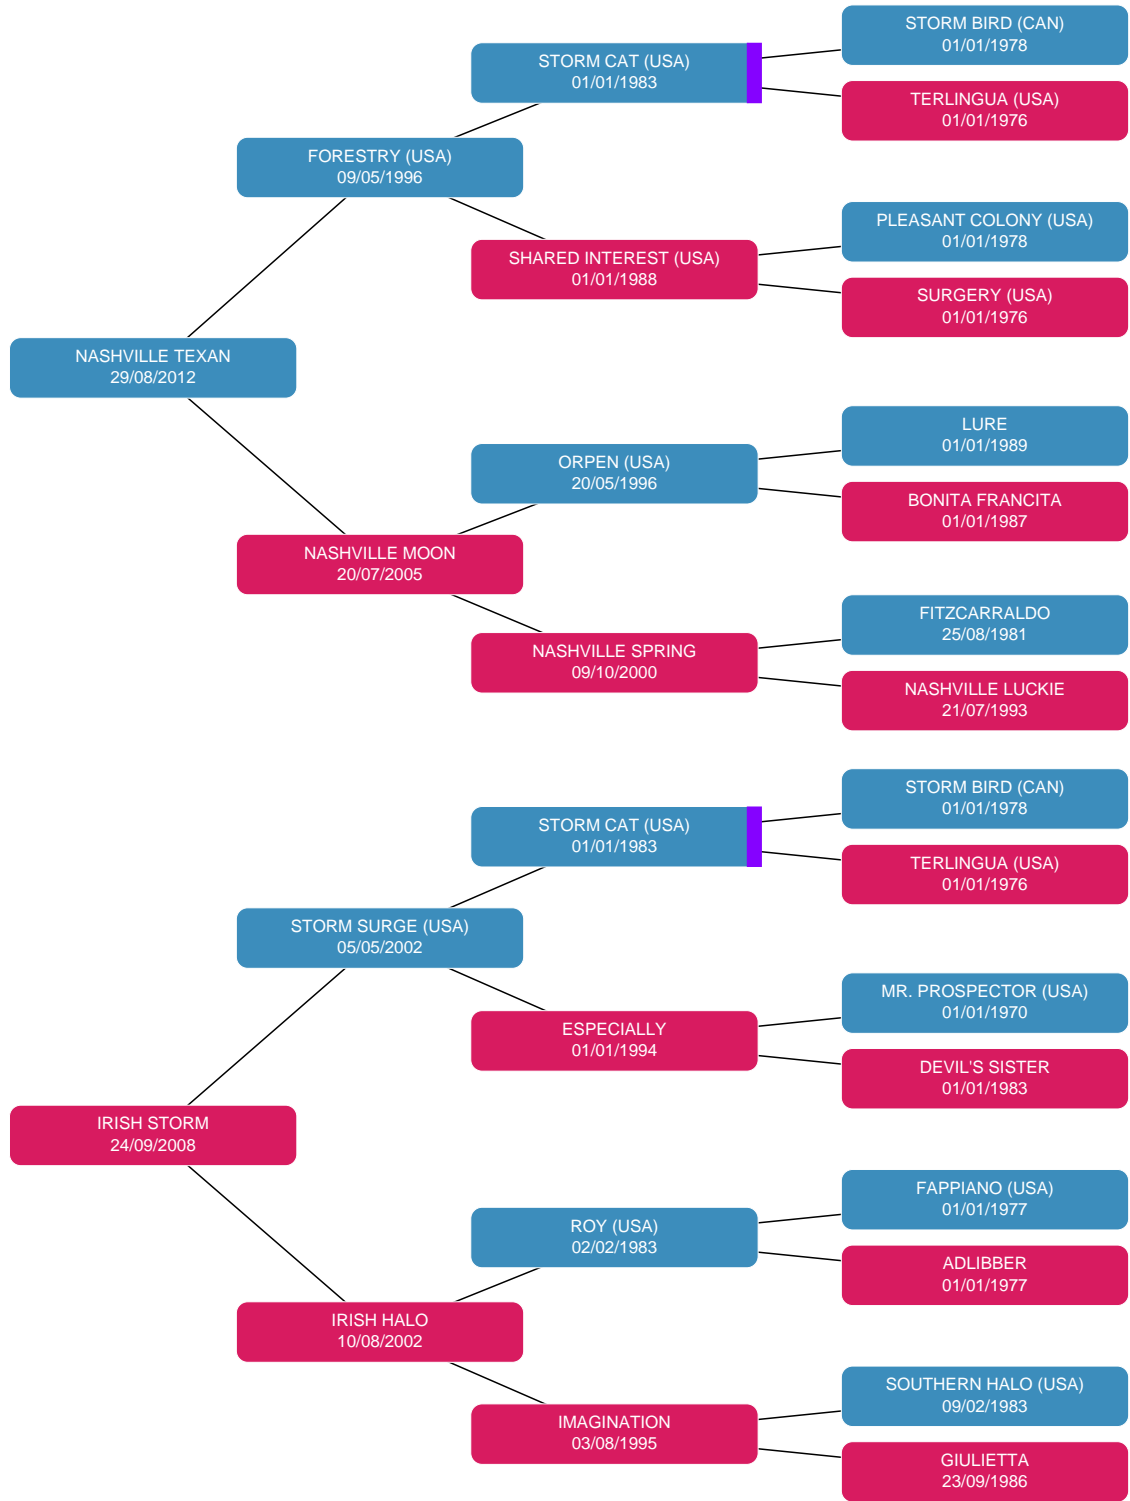 STORM BIRD (CAN)
01/01/1978
STORM CAT (USA)
01/01/1983
TERLINGUA (USA)
01/01/1976
FORESTRY (USA)
09/05/1996
PLEASANT COLONY (USA)
01/01/1978
SHARED INTEREST (USA)
01/01/1988
SURGERY (USA)
01/01/1976
NASHVILLE TEXAN
29/08/2012
LURE
01/01/1989
ORPEN (USA)
20/05/1996
BONITA FRANCITA
01/01/1987
NASHVILLE MOON
20/07/2005
FITZCARRALDO
25/08/1981
NASHVILLE SPRING
09/10/2000
NASHVILLE LUCKIE
21/07/1993
STORM BIRD (CAN)
01/01/1978
STORM CAT (USA)
01/01/1983
TERLINGUA (USA)
01/01/1976
STORM SURGE (USA)
05/05/2002
MR. PROSPECTOR (USA)
01/01/1970
ESPECIALLY
01/01/1994
DEVIL'S SISTER
01/01/1983
IRISH STORM
24/09/2008
FAPPIANO (USA)
01/01/1977
ROY (USA)
02/02/1983
ADLIBBER
01/01/1977
IRISH HALO
10/08/2002
SOUTHERN HALO (USA)
09/02/1983
IMAGINATION
03/08/1995
GIULIETTA
23/09/1986